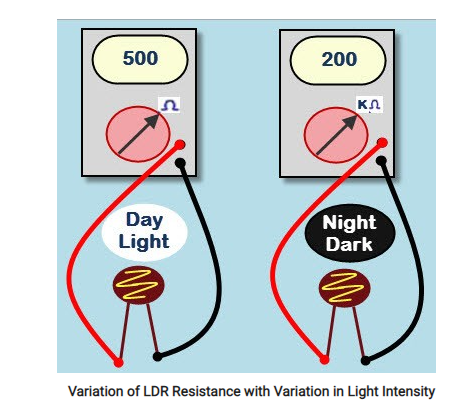 500
Ω
200
KΩ
Day
Light
Night
Dark
Variation of LDR Resistance with Variation in Light Intensity